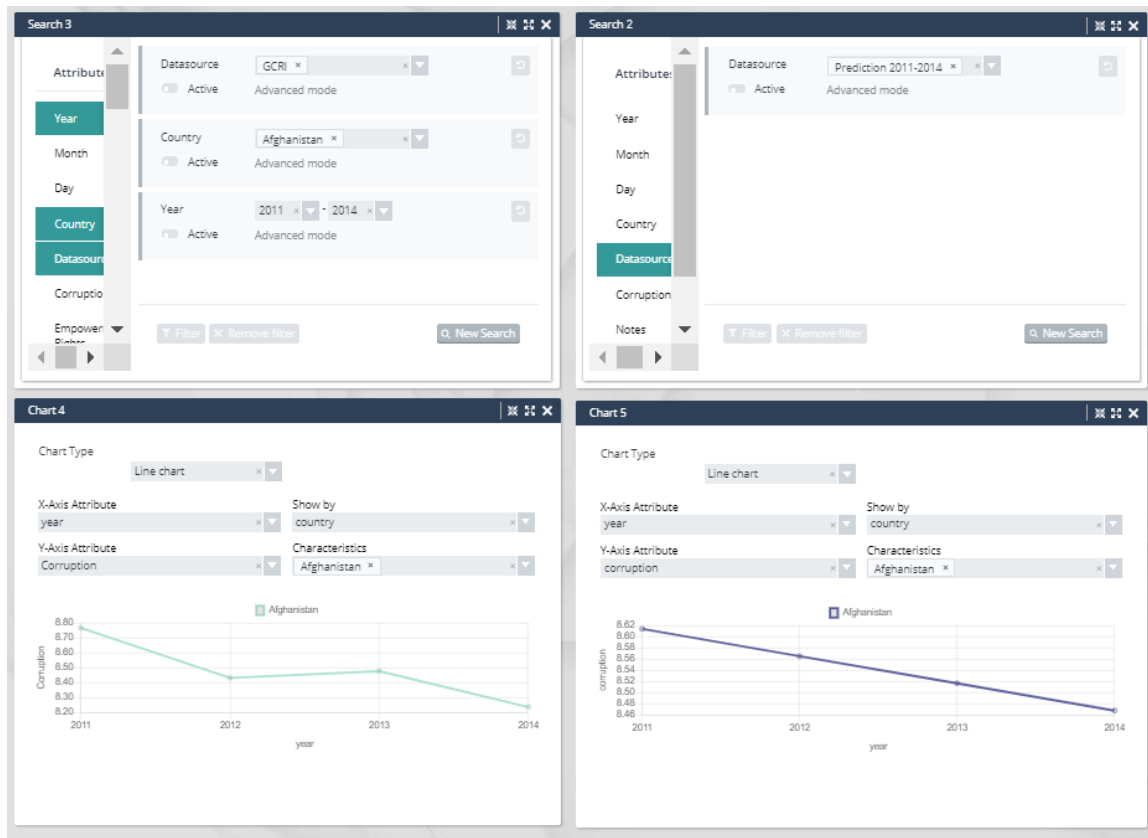 Search 3
Attribute
Year
Month
Day
Country
Datasour
Corruptio
Empower
Rights
Datasource
GCRI ×
Active
Advanced mode
Country
Afghanistan ×
Active
Advanced mode
Year
2011 × - 2014 ×
Active
Advanced mode
Filter
Remove filter
New Search
Search 2
Attributes
Year
Month
Day
Country
Datasource
Corruption
Notes
Datasource
Prediction 2011-2014 ×
Active
Advanced mode
Filter
Remove filter
New Search
Chart 4
Chart Type
Line chart
X-Axis Attribute
year
Show by
country
Y-Axis Attribute
Corruption
Characteristics
Afghanistan ×
Afghanistan
Corruption
8.80
8.70
8.60
8.50
8.40
8.30
8.20
2011 2012 2013 2014
year
Chart 5
Chart Type
Line chart
X-Axis Attribute
year
Show by
country
Y-Axis Attribute
corruption
Characteristics
Afghanistan ×
Afghanistan
corruption
8.62
8.60
8.58
8.56
8.54
8.52
8.50
8.48
8.46
2011 2012 2013 2014
year